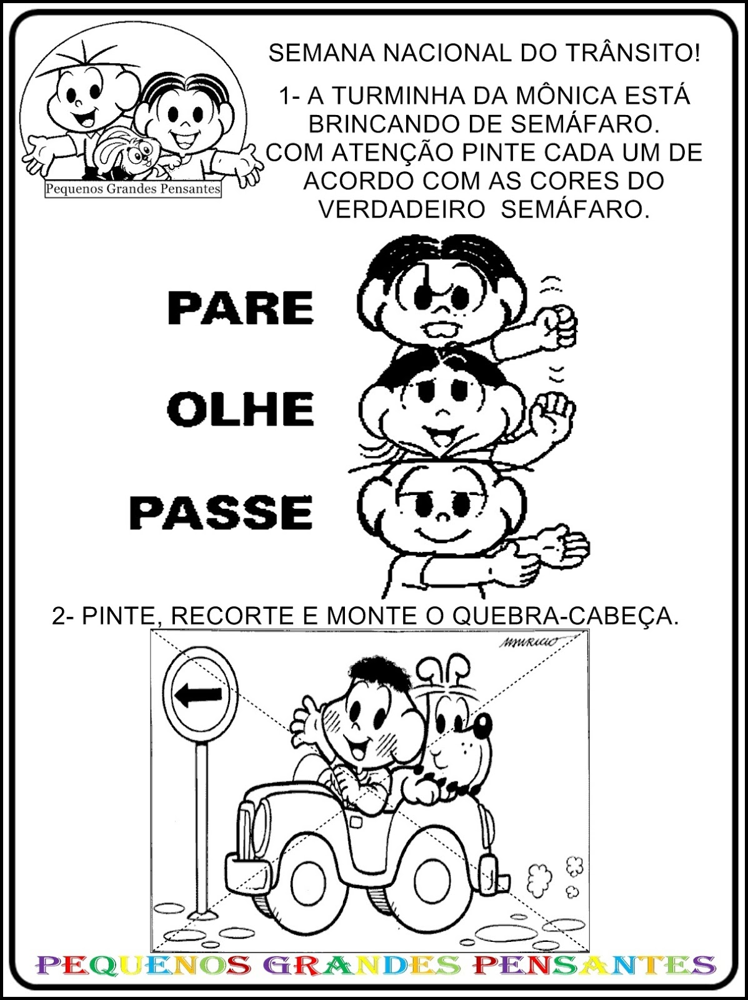 SEMANA NACIONAL DO TRÂNSITO!
1- A TURMINHA DA MÔNICA ESTÁ
BRINCANDO DE SEMÁFARO.
COM ATENÇÃO PINTE CADA UM DE
ACORDO COM AS CORES DO
VERDADEIRO SEMÁFARO.
Pequenos Grandes Pensantes
PARE
OLHE
PASSE
2- PINTE, RECORTE E MONTE O QUEBRA-CABEÇA.
MAURICIO
PEQUENOS GRANDES PENSANTES